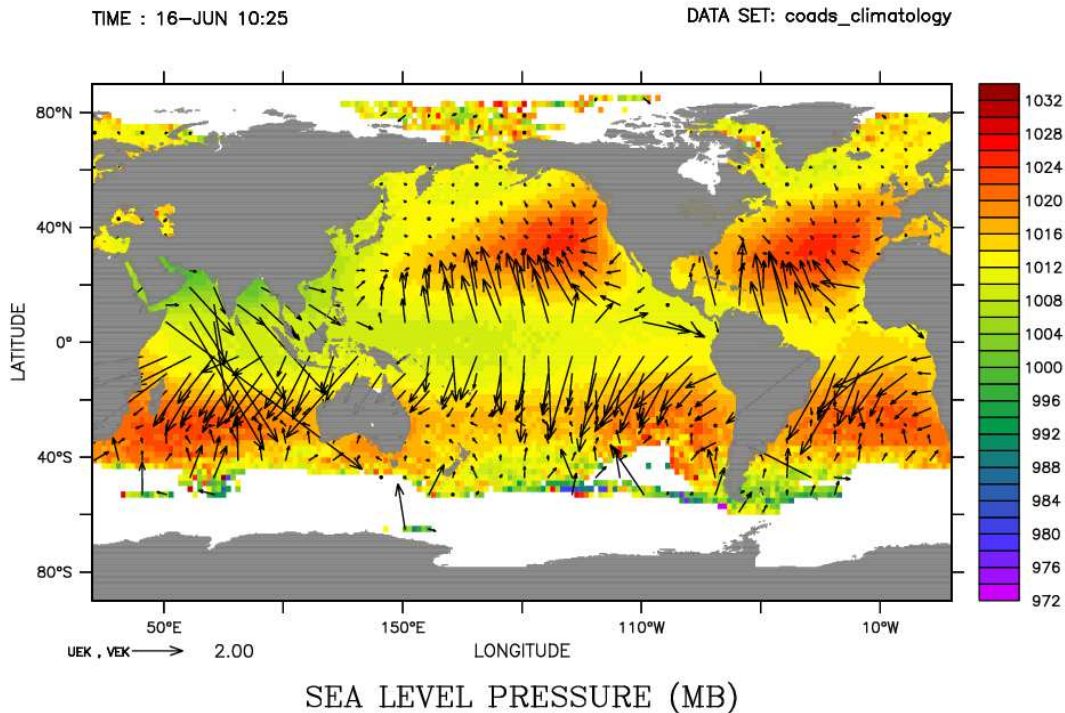 TIME : 16-JUN 10:25
DATA SET: coads_climatology
80°N
40°N
0°
40°S
80°S
LATITUDE
1032
1028
1024
1020
1016
1012
1008
1004
1000
996
992
988
984
980
976
972
50°E
150°E
110°W
10°W
UEK , VEK 2.00
LONGITUDE
SEA LEVEL PRESSURE (MB)